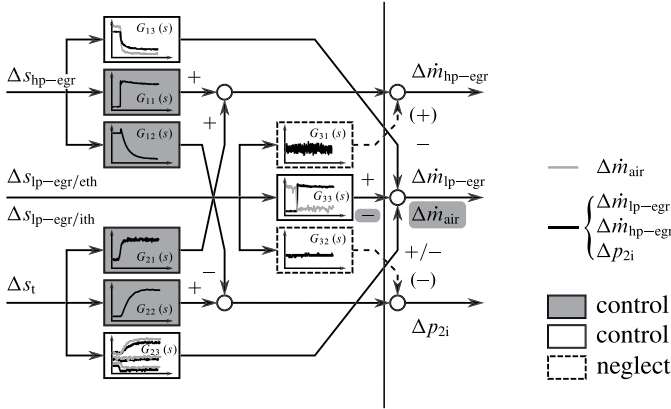 G₁₃ (s)
Δs_hp−egr
+
G₁₁ (s)
Δṁ_hp−egr
+
(+)
G₁₂ (s)
G₃₁ (s)
−
Δs_lp−egr/eth
+
Δṁ_lp−egr
Δṁ_air
G₃₃ (s)
Δs_lp−egr/ith
−
Δṁ_air
Δṁ_lp−egr
Δṁ_hp−egr
Δp_2i
G₂₁ (s)
G₃₂ (s)
+/−
−
(−)
Δs_t
+
G₂₂ (s)
Δp_2i
G₂₃ (s)
control
control
neglect